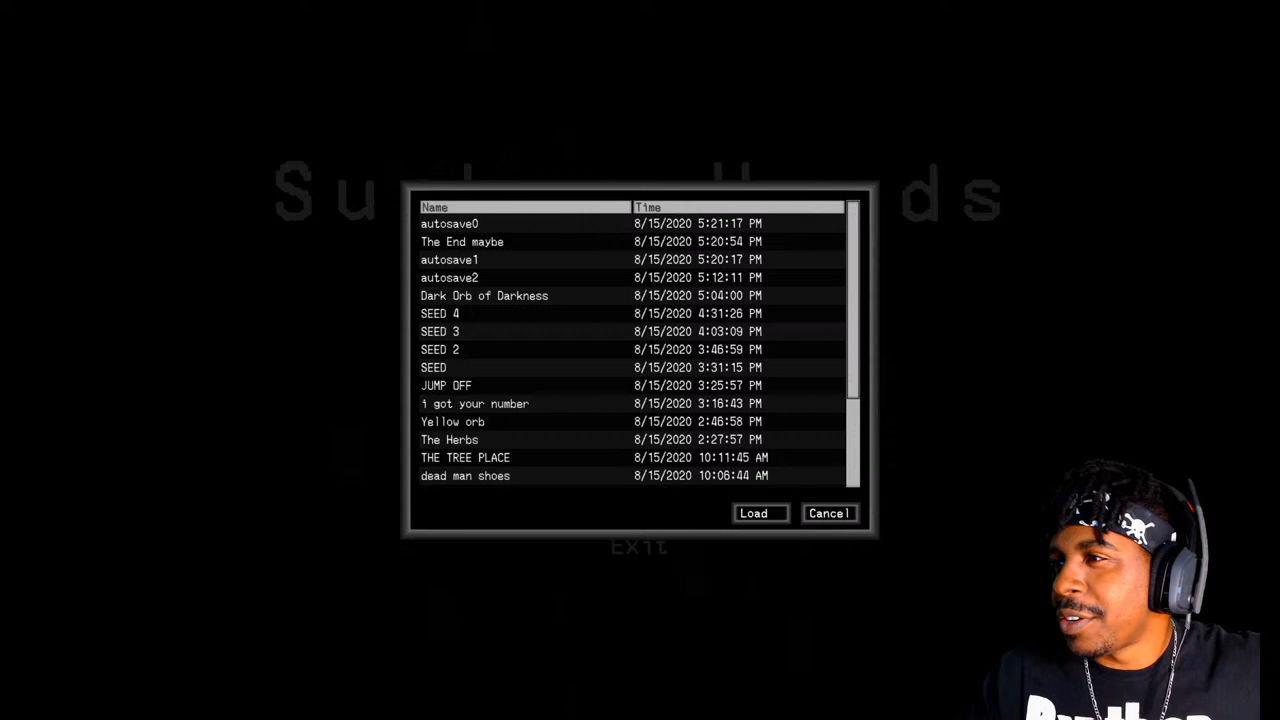 Name Time
autosave0 8/15/2020 5:21:17 PM
The End maybe 8/15/2020 5:20:54 PM
autosave1 8/15/2020 5:20:17 PM
autosave2 8/15/2020 5:12:11 PM
Dark Orb of Darkness 8/15/2020 5:04:00 PM
SEED 4 8/15/2020 4:31:26 PM
SEED 3 8/15/2020 4:03:09 PM
SEED 2 8/15/2020 3:46:59 PM
SEED 8/15/2020 3:31:15 PM
JUMP OFF 8/15/2020 3:25:57 PM
i got your number 8/15/2020 3:16:43 PM
Yellow orb 8/15/2020 2:46:58 PM
The Herbs 8/15/2020 2:27:57 PM
THE TREE PLACE 8/15/2020 10:11:45 AM
dead man shoes 8/15/2020 10:06:44 AM
Load Cancel
Exit